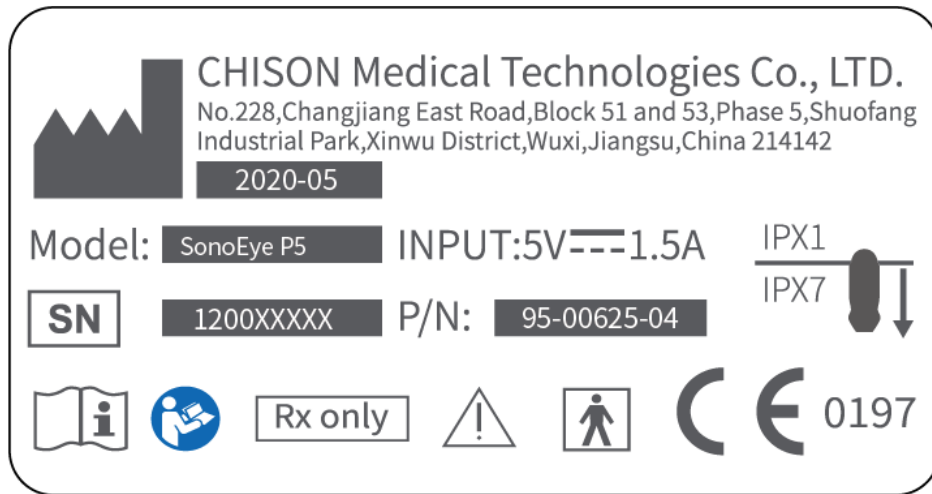 CHISON Medical Technologies Co., LTD.
No.228,Changjiang East Road,Block 51 and 53,Phase 5,Shuofang
Industrial Park,Xinwu District,Wuxi,Jiangsu,China 214142
2020-05
Model: SonoEye P5 INPUT:5V⎓1.5A
IPX1
IPX7
SN 1200XXXXX P/N: 95-00625-04
i Rx only ! CE 0197